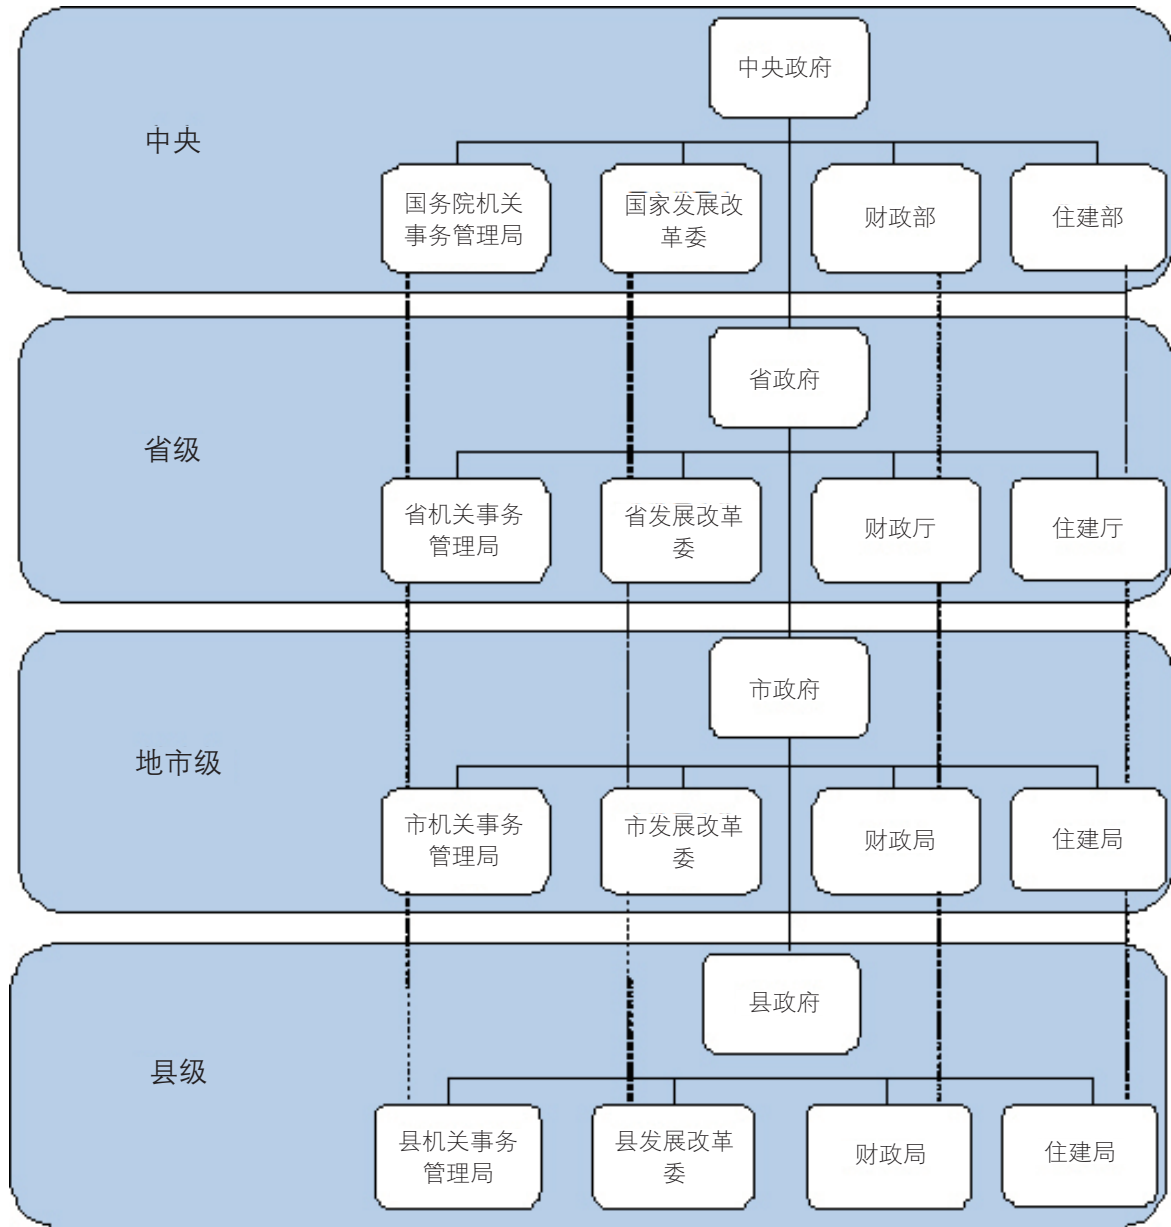 中央政府
中央
国务院机关
事务管理局
国家发展改
革委
财政部
住建部
省政府
省级
省机关事务
管理局
省发展改革
委
财政厅
住建厅
市政府
地市级
市机关事务
管理局
市发展改革
委
财政局
住建局
县政府
县级
县机关事务
管理局
县发展改革
委
财政局
住建局